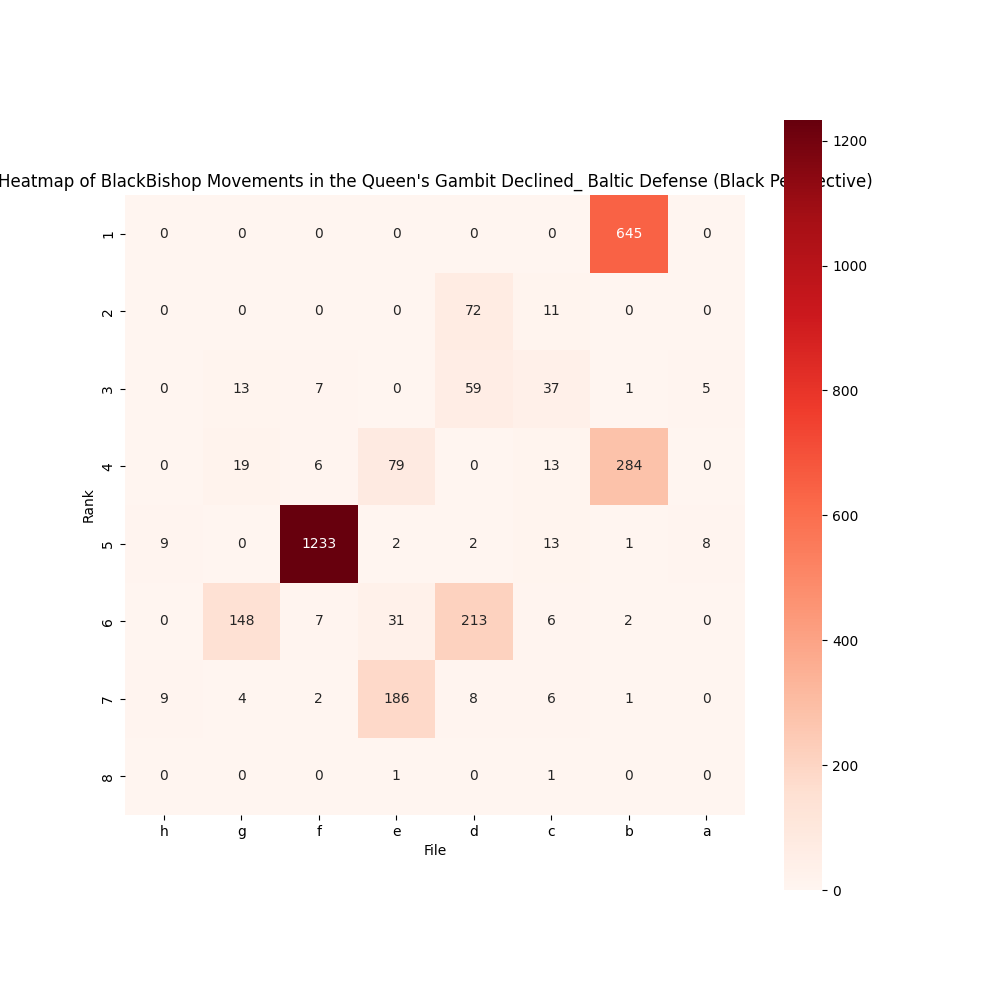 1200
Heatmap of BlackBishop Movements in the Queen's Gambit Declined_ Baltic Defense (Black Pe ective)
1 0 0 0 0 0 0 645 0
1000
2 0 0 0 0 72 11 0 0
3 0 13 7 0 59 37 1 5
800
4 0 19 6 79 0 13 284 0
Rank
600
5 9 0 1233 2 2 13 1 8
6 0 148 7 31 213 6 2 0
400
7 9 4 2 186 8 6 1 0
200
8 0 0 0 1 0 1 0 0
h g f e d c b a
File
0